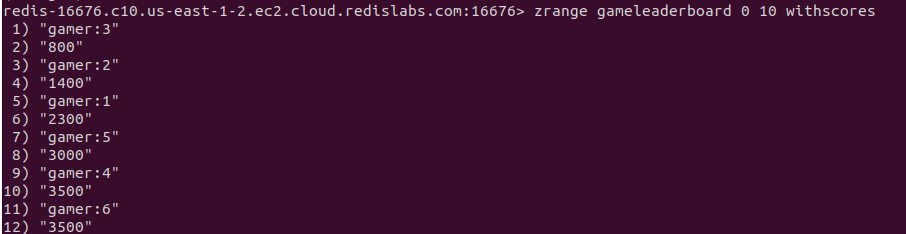 redis-16676.c10.us-east-1-2.ec2.cloud.redislabs.com:16676> zrange gameleaderboard 0 10 withscores
1) "gamer:3"
2) "800"
3) "gamer:2"
4) "1400"
5) "gamer:1"
6) "2300"
7) "gamer:5"
8) "3000"
9) "gamer:4"
10) "3500"
11) "gamer:6"
12) "3500"